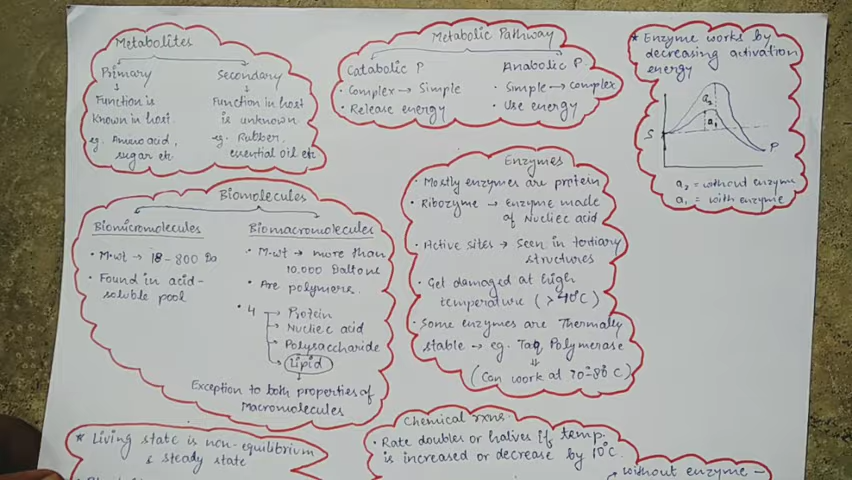 Metabolites
Primary
↓
Function is
known in host.
eg. Amino acid,
sugar etc
Secondary
↓
Function in host
is unknown
eg. Rubber,
essential oil etc
Metabolic Pathway
Catabolic P
• Complex → Simple
• Release energy
Anabolic P.
• Simple → complex
• Use energy
* Enzyme works by
decreasing activation
energy
S
a2
a1
P
a2 = without enzyme
a1 = with enzyme
Biomolecules
Biomicromolecules
• M.wt → 18-800 Da
• Found in acid-
soluble pool
Biomacromolecules
• M.wt → more than
10.000 Daltons
• Are polymers.
• 4 → Protein
→ Nucliec acid
→ Polysaccharide
→ Lipid
Exception to both properties of
Macromolecules
Enzymes
• Mostly enzymes are protein
• Ribozyme → enzyme made
of Nucliec acid
• Active sites → Seen in tertiary
structures
• Get damaged at high
temperature (>40°C)
• Some enzymes are Thermally
stable → eg. Taq Polymerase
⇓
(Can work at 70°-80°C)
* Living state is non-equilibrium
& steady state
Chemical rxns.
• Rate doubles or halves if temp.
is increased or decrease by 10°C.
→ without enzyme –